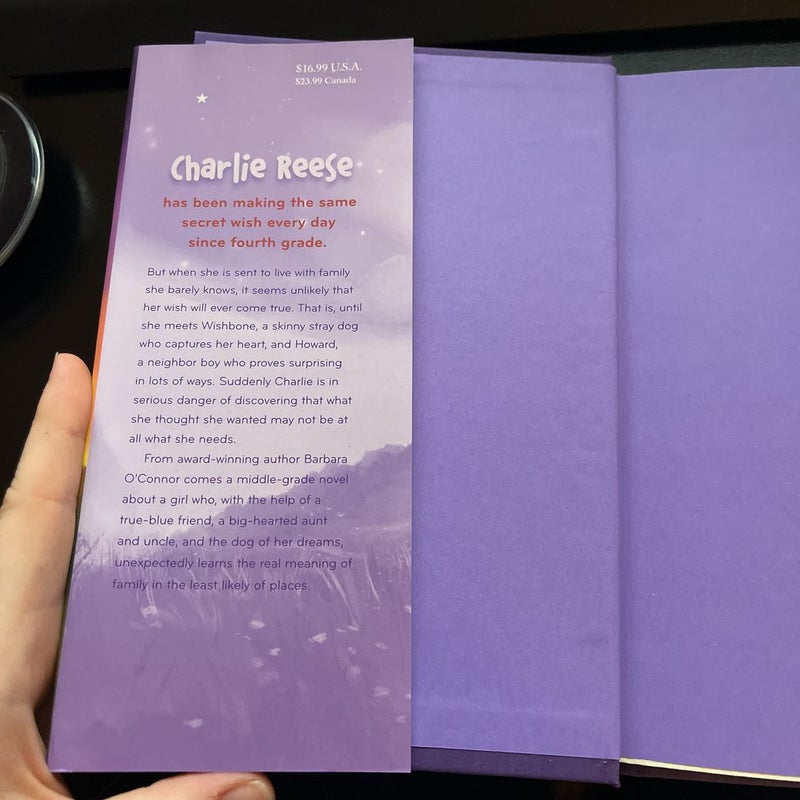 $16.99 U.S.A.
$23.99 Canada
Charlie Reese
has been making the same
secret wish every day
since fourth grade.
But when she is sent to live with family
she barely knows, it seems unlikely that
her wish will ever come true. That is, until
she meets Wishbone, a skinny stray dog
who captures her heart, and Howard,
a neighbor boy who proves surprising
in lots of ways. Suddenly Charlie is in
serious danger of discovering that what
she thought she wanted may not be at
all what she needs.
From award-winning author Barbara
O'Connor comes a middle-grade novel
about a girl who, with the help of a
true-blue friend, a big-hearted aunt
and uncle, and the dog of her dreams,
unexpectedly learns the real meaning of
family in the least likely of places.